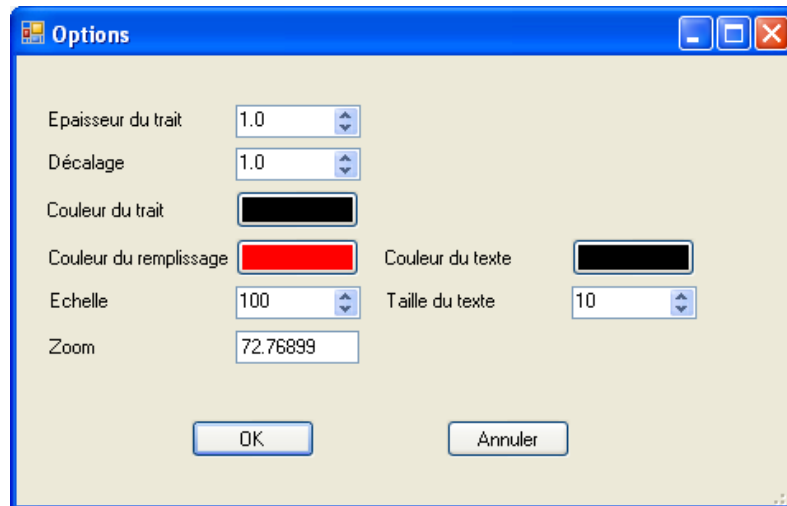 Options
Epaisseur du trait 1.0
Décalage 1.0
Couleur du trait
Couleur du remplissage Couleur du texte
Echelle 100 Taille du texte 10
Zoom 72.76899
OK Annuler